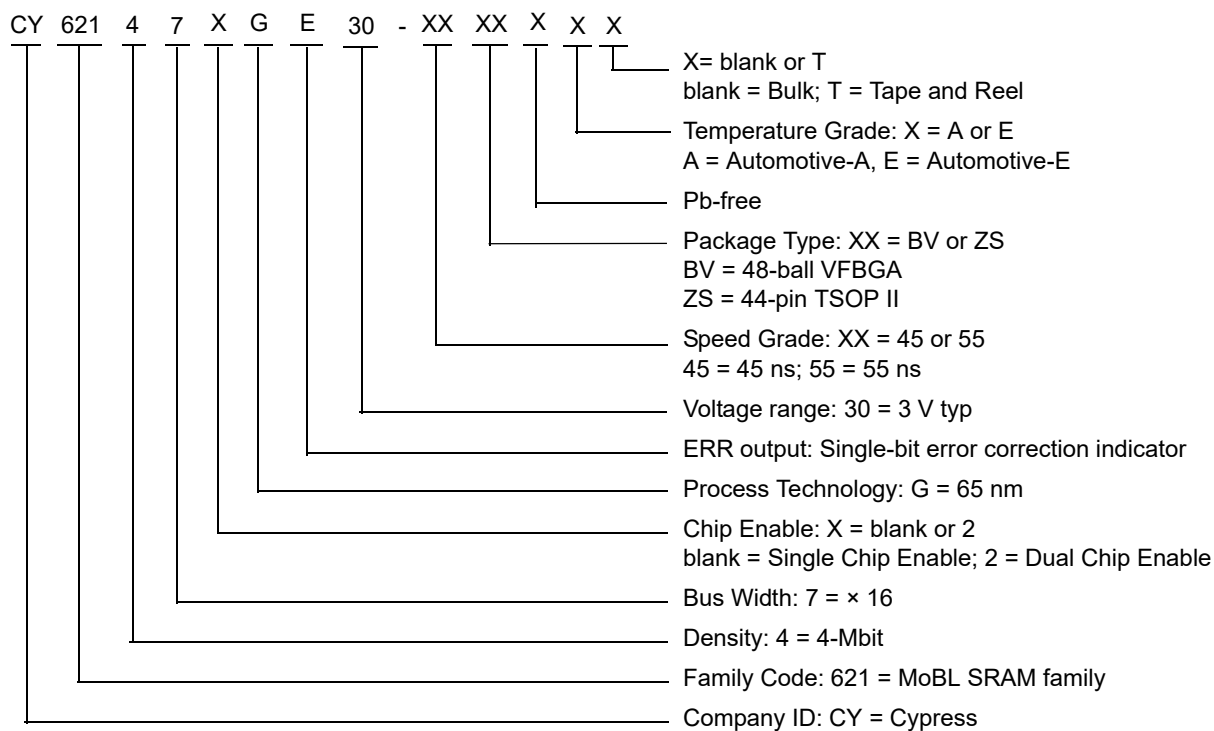 CY 621 4 7 X G E 30 - XX XX X X X
X= blank or T
blank = Bulk; T = Tape and Reel
Temperature Grade: X = A or E
A = Automotive-A, E = Automotive-E
Pb-free
Package Type: XX = BV or ZS
BV = 48-ball VFBGA
ZS = 44-pin TSOP II
Speed Grade: XX = 45 or 55
45 = 45 ns; 55 = 55 ns
Voltage range: 30 = 3 V typ
ERR output: Single-bit error correction indicator
Process Technology: G = 65 nm
Chip Enable: X = blank or 2
blank = Single Chip Enable; 2 = Dual Chip Enable
Bus Width: 7 = × 16
Density: 4 = 4-Mbit
Family Code: 621 = MoBL SRAM family
Company ID: CY = Cypress